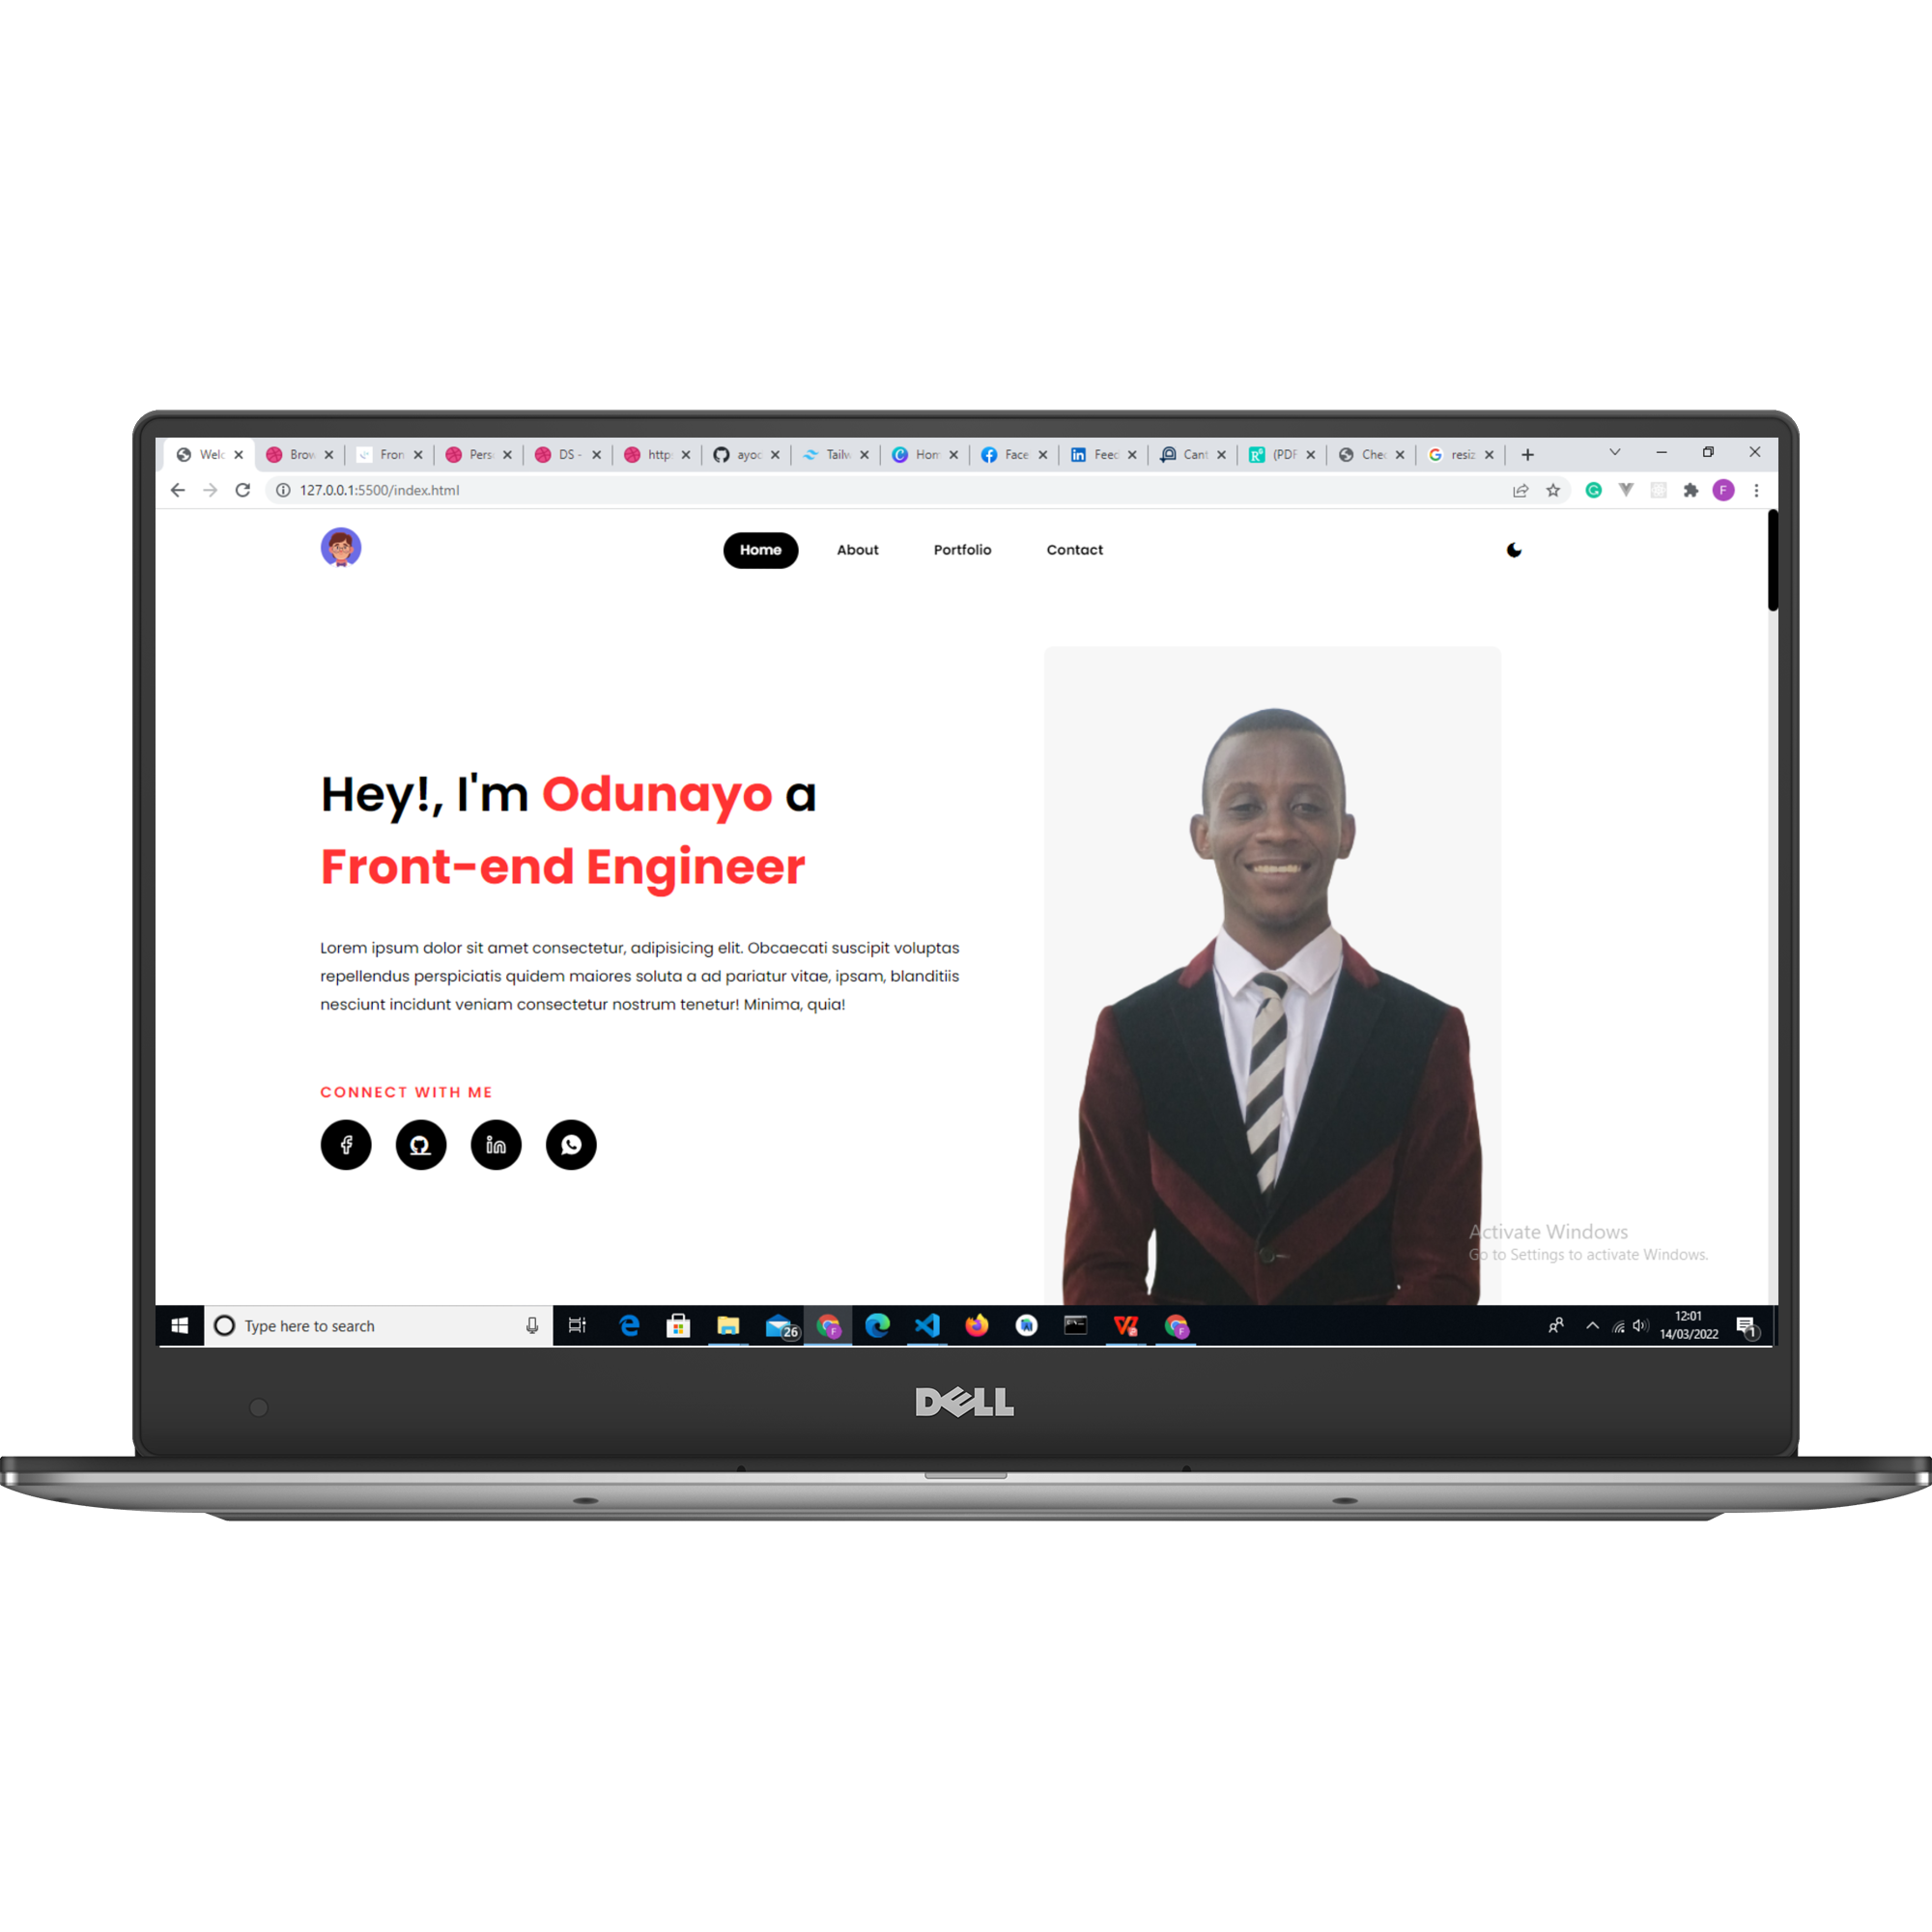 Welc
Brow
Fron
Pers
DS -
http:
ayoc
Tailw
Hom
Face
Feec
Cant
(PDF
Chec
resiz
127.0.0.1:5500/index.html
F
Home
About
Portfolio
Contact
Hey!, I'm Odunayo a
Front-end Engineer
Lorem ipsum dolor sit amet consectetur, adipisicing elit. Obcaecati suscipit voluptas
repellendus perspiciatis quidem maiores soluta a ad pariatur vitae, ipsam, blanditiis
nesciunt incidunt veniam consectetur nostrum tenetur! Minima, quia!
CONNECT WITH ME
Activate Windows
Go to Settings to activate Windows.
Type here to search
26
12:01
14/03/2022
1
DELL